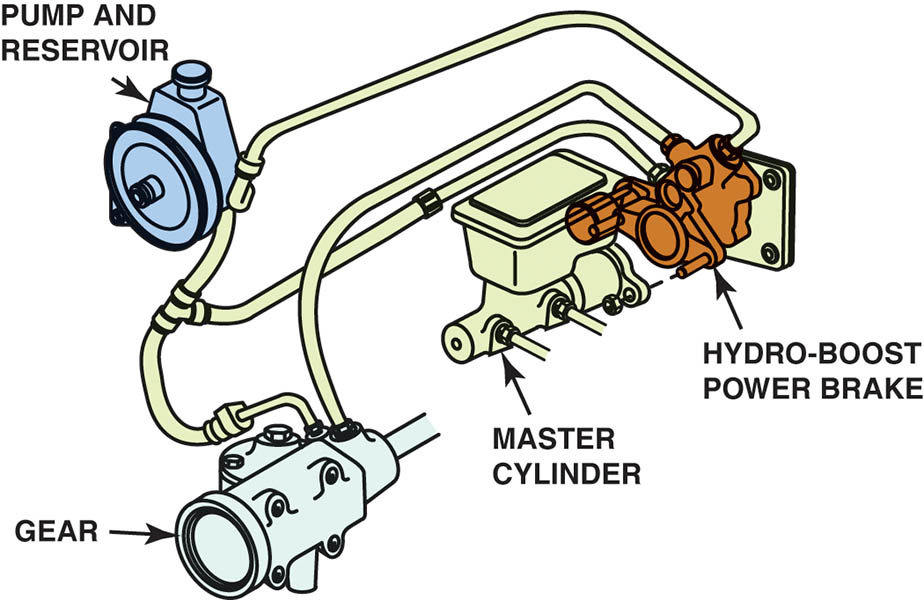 PUMP AND
RESERVOIR
HYDRO-BOOST
POWER BRAKE
MASTER
CYLINDER
GEAR